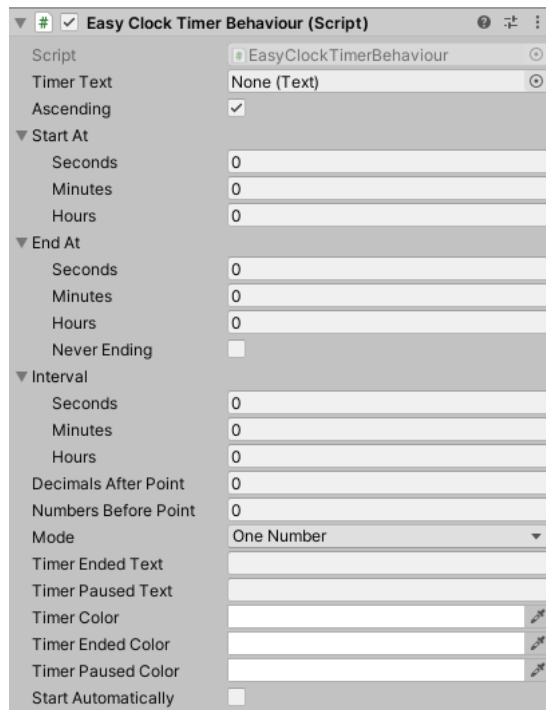 Easy Clock Timer Behaviour (Script)
Script EasyClockTimerBehaviour
Timer Text None (Text)
Ascending
Start At
Seconds 0
Minutes 0
Hours 0
End At
Seconds 0
Minutes 0
Hours 0
Never Ending
Interval
Seconds 0
Minutes 0
Hours 0
Decimals After Point 0
Numbers Before Point 0
Mode One Number
Timer Ended Text
Timer Paused Text
Timer Color
Timer Ended Color
Timer Paused Color
Start Automatically